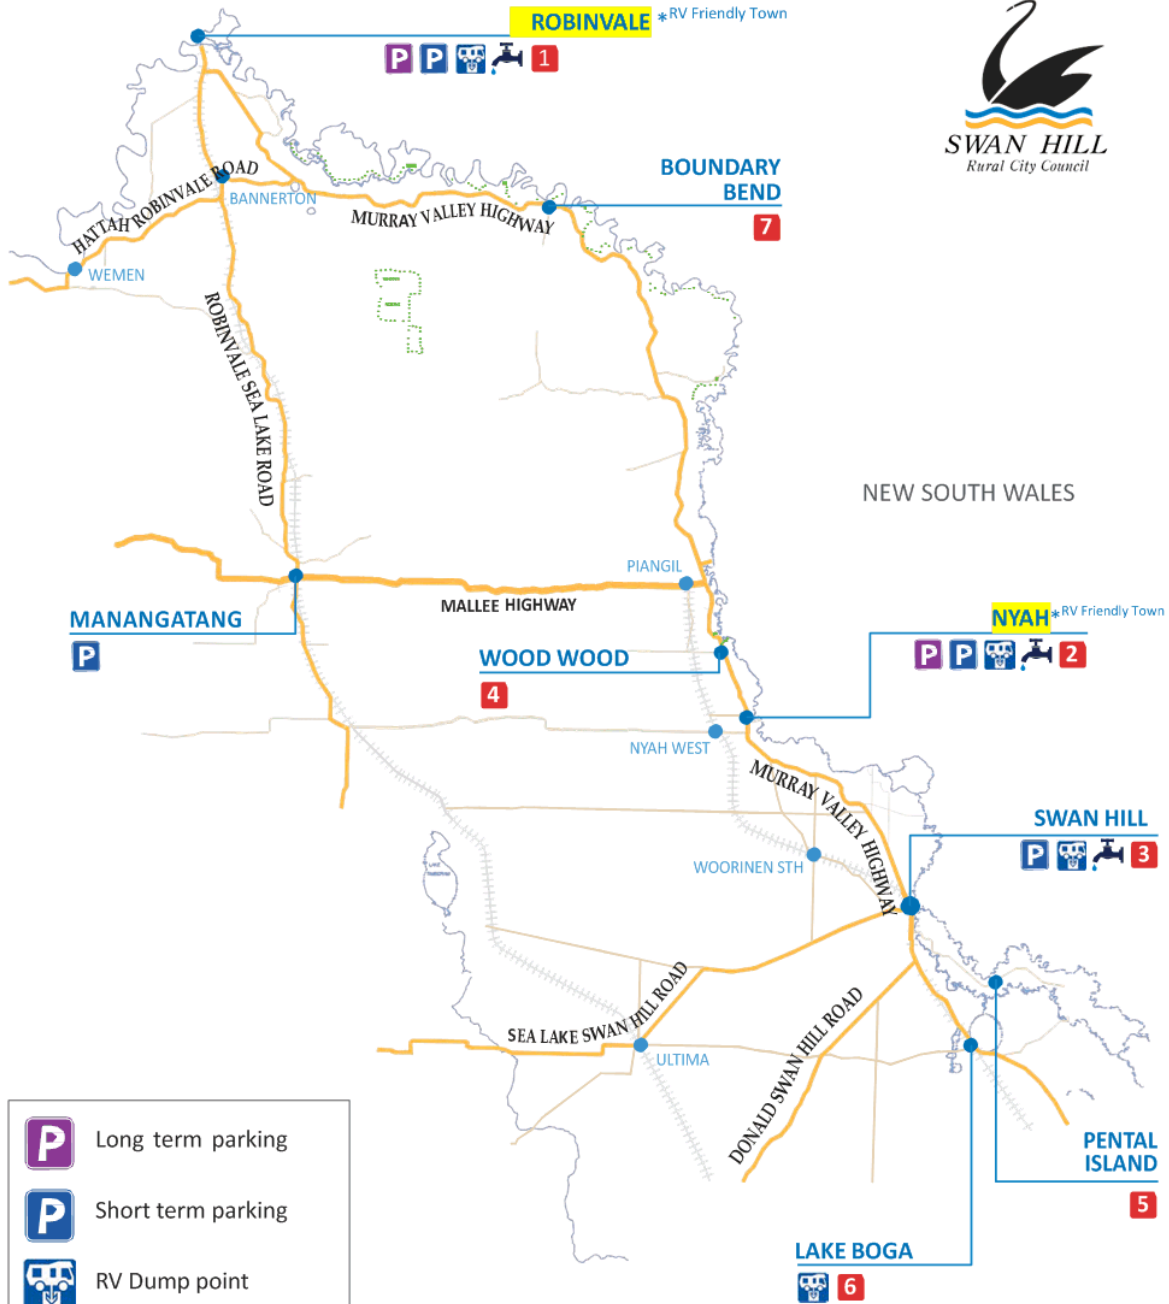 ROBINVALE *RV Friendly Town
P P 1
SWAN HILL
Rural City Council
BOUNDARY
BEND
7
HATTAH ROBINVALE ROAD
BANNERTON
MURRAY VALLEY HIGHWAY
WEMEN
ROBINVALE SEA LAKE ROAD
NEW SOUTH WALES
PIANGIL
MALLEE HIGHWAY
MANANGATANG
P
NYAH *RV Friendly Town
P P 2
WOOD WOOD
4
NYAH WEST
MURRAY VALLEY HIGHWAY
SWAN HILL
P 3
WOORINEN STH
SEA LAKE SWAN HILL ROAD
ULTIMA
DONALD SWAN HILL ROAD
PENTAL
ISLAND
5
LAKE BOGA
6
P Long term parking
P Short term parking
RV Dump point